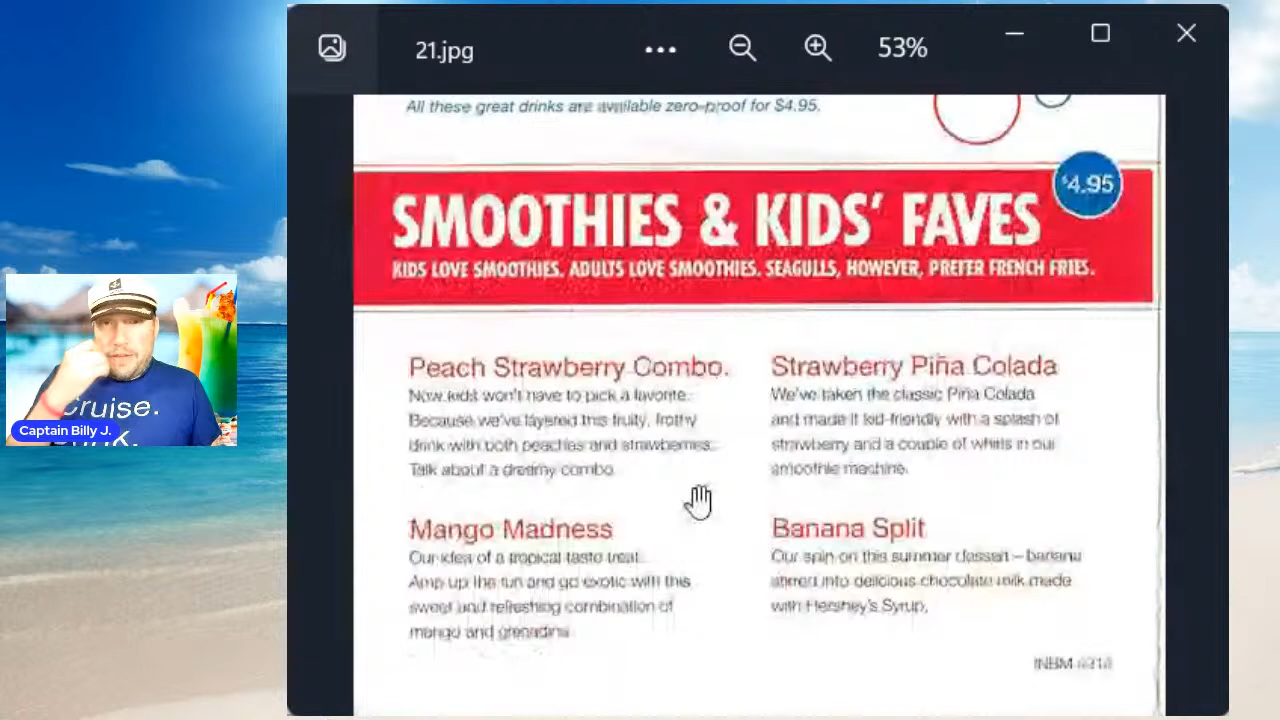 21.jpg
53%
All these great drinks are available zero-proof for $4.95.
$4.95
SMOOTHIES & KIDS' FAVES
KIDS LOVE SMOOTHIES. ADULTS LOVE SMOOTHIES. SEAGULLS, HOWEVER, PREFER FRENCH FRIES.
Peach Strawberry Combo.
Now kids won't have to pick a favorite.
Because we've layered this fruity, frothy
drink with both peaches and strawberries.
Talk about a dreamy combo.
Strawberry Piña Colada
We've taken the classic Piña Colada
and made it kid-friendly with a splash of
strawberry and a couple of whirls in our
smoothie machine.
Mango Madness
Our idea of a tropical taste treat.
Amp up the fun and go exotic with this
sweet and refreshing combination of
mango and grenadine.
Banana Split
Our spin on this summer dessert – banana
stirred into delicious chocolate milk made
with Hershey's Syrup.
Cruise.
Captain Billy J.